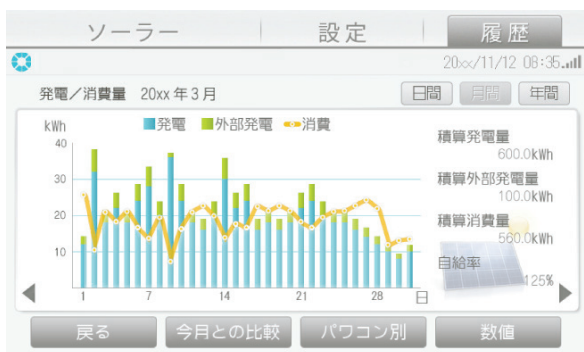 ソーラー 設定 履歴
20xx/11/12 08:35
発電／消費量 20xx年3月 日間 月間 年間
kWh 発電 外部発電 消費
40
30
20
10
1 7 14 21 28 日
積算発電量
600.0kWh
積算外部発電量
100.0kWh
積算消費量
560.0kWh
自給率
125%
戻る 今月との比較 パワコン別 数値